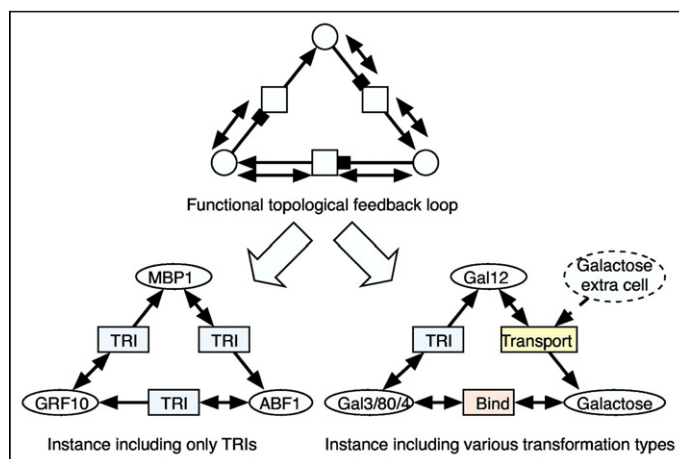 Functional topological feedback loop
MBP1
TRI
TRI
GRF10
TRI
ABF1
Instance including only TRIs
Gal12
Galactose
extra cell
TRI
Transport
Gal3/80/4
Bind
Galactose
Instance including various transformation types